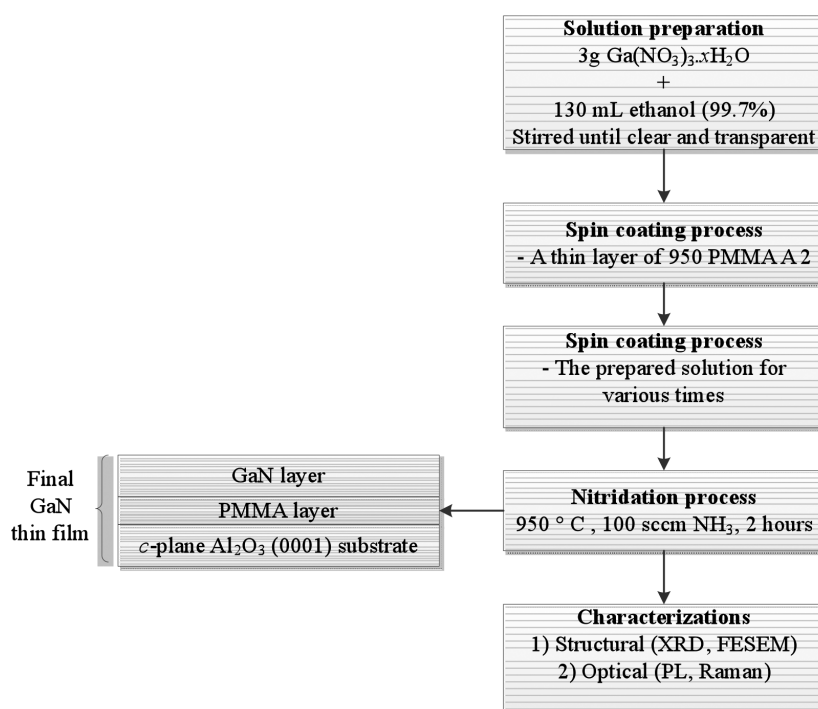 Solution preparation
3g Ga(NO₃)₃.xH₂O
+
130 mL ethanol (99.7%)
Stirred until clear and transparent
Spin coating process
- A thin layer of 950 PMMA A 2
Spin coating process
- The prepared solution for
various times
Nitridation process
950 ° C , 100 sccm NH₃, 2 hours
Final
GaN
thin film
GaN layer
PMMA layer
c-plane Al₂O₃ (0001) substrate
Characterizations
1) Structural (XRD, FESEM)
2) Optical (PL, Raman)